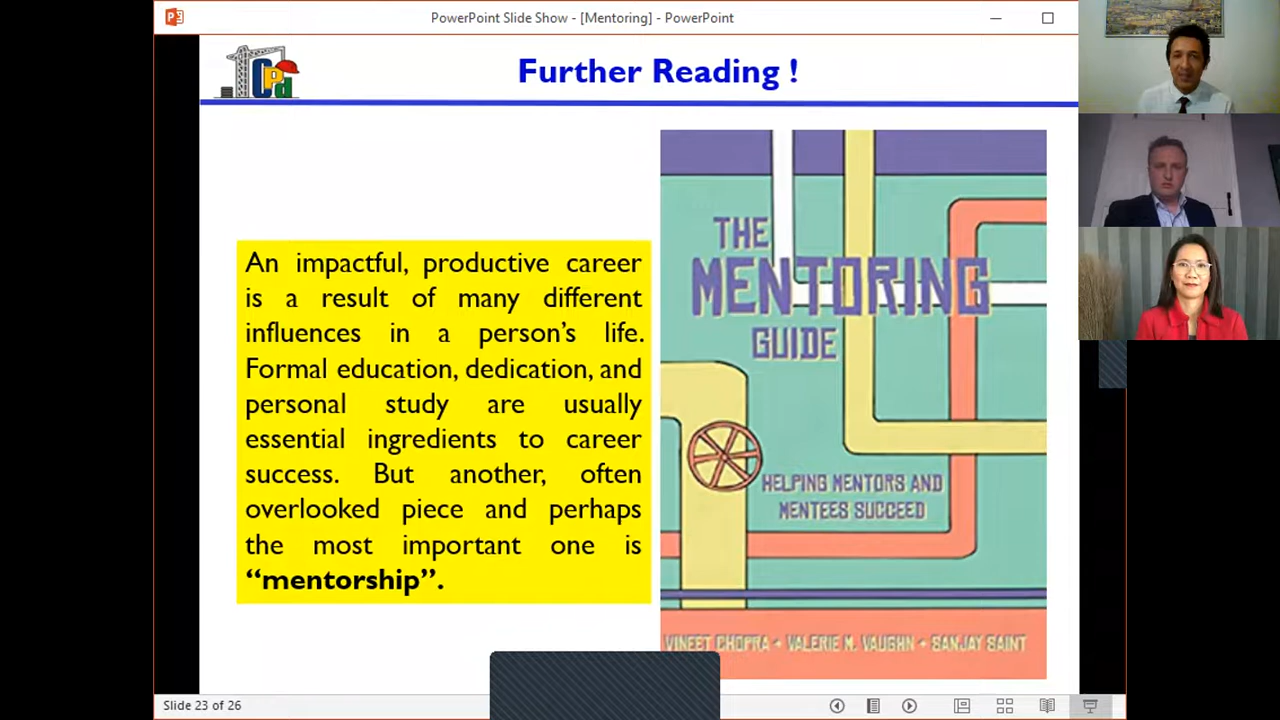 PowerPoint Slide Show - [Mentoring] - PowerPoint
CPd
Further Reading !
An impactful, productive career
is a result of many different
influences in a person’s life.
Formal education, dedication, and
personal study are usually
essential ingredients to career
success. But another, often
overlooked piece and perhaps
the most important one is
“mentorship”.
THE
MENTORING
GUIDE
HELPING MENTORS AND
MENTEES SUCCEED
VINEET CHOPRA • VALERIE M. VAUGHN • SANJAY SAINT
Slide 23 of 26